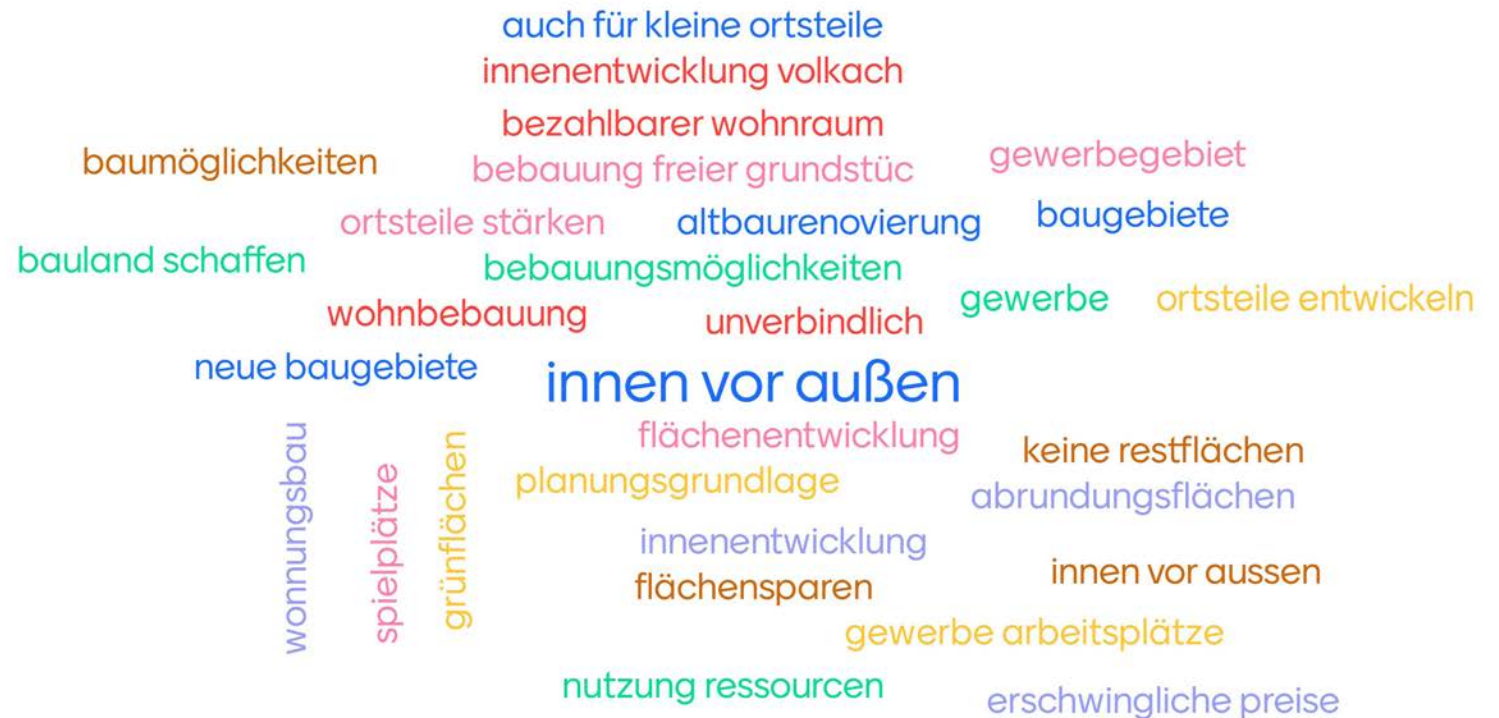 auch für kleine ortsteile
innenentwicklung volkach
bezahlbarer wohnraum
baumöglichkeiten
bebauung freier grundstüc
gewerbegebiet
ortsteile stärken
altbaurenovierung
baugebiete
bauland schaffen
bebauungsmöglichkeiten
gewerbe
ortsteile entwickeln
wohnbebauung
unverbindlich
neue baugebiete
innen vor außen
wonnungsbau
spielplätze
grünflächen
flächenentwicklung
keine restflächen
planungsgrundlage
abrundungsflächen
innenentwicklung
innen vor aussen
flächensparen
gewerbe arbeitsplätze
nutzung ressourcen
erschwingliche preise